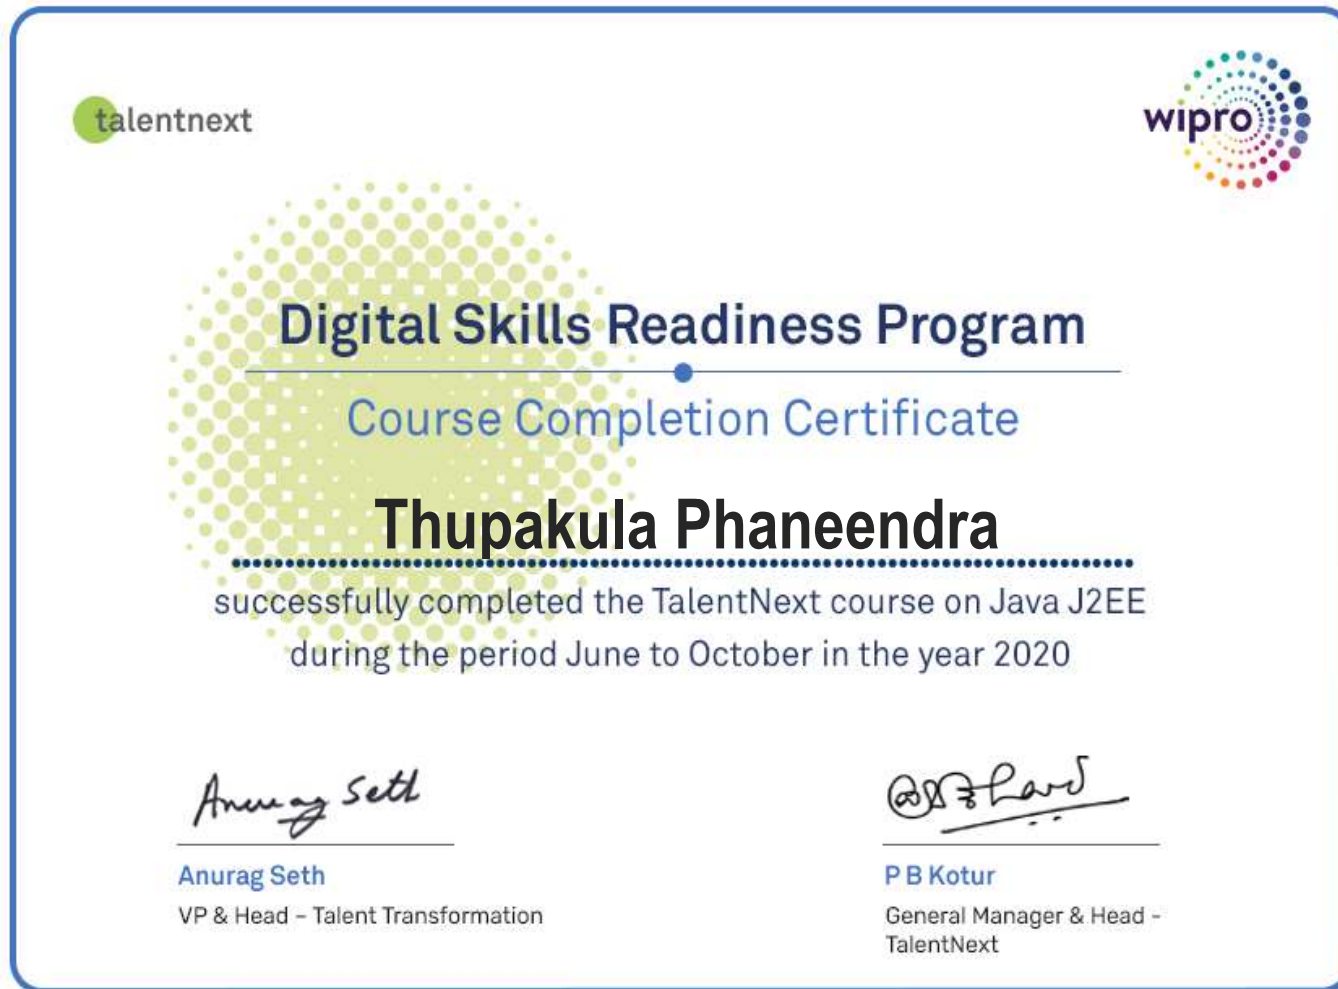 talentnext
wipro
Digital Skills Readiness Program
Course Completion Certificate
Thupakula Phaneendra
successfully completed the TalentNext course on Java J2EE
during the period June to October in the year 2020
Anurag Seth
Anurag Seth
VP & Head – Talent Transformation
P B Kotur
General Manager & Head -
TalentNext